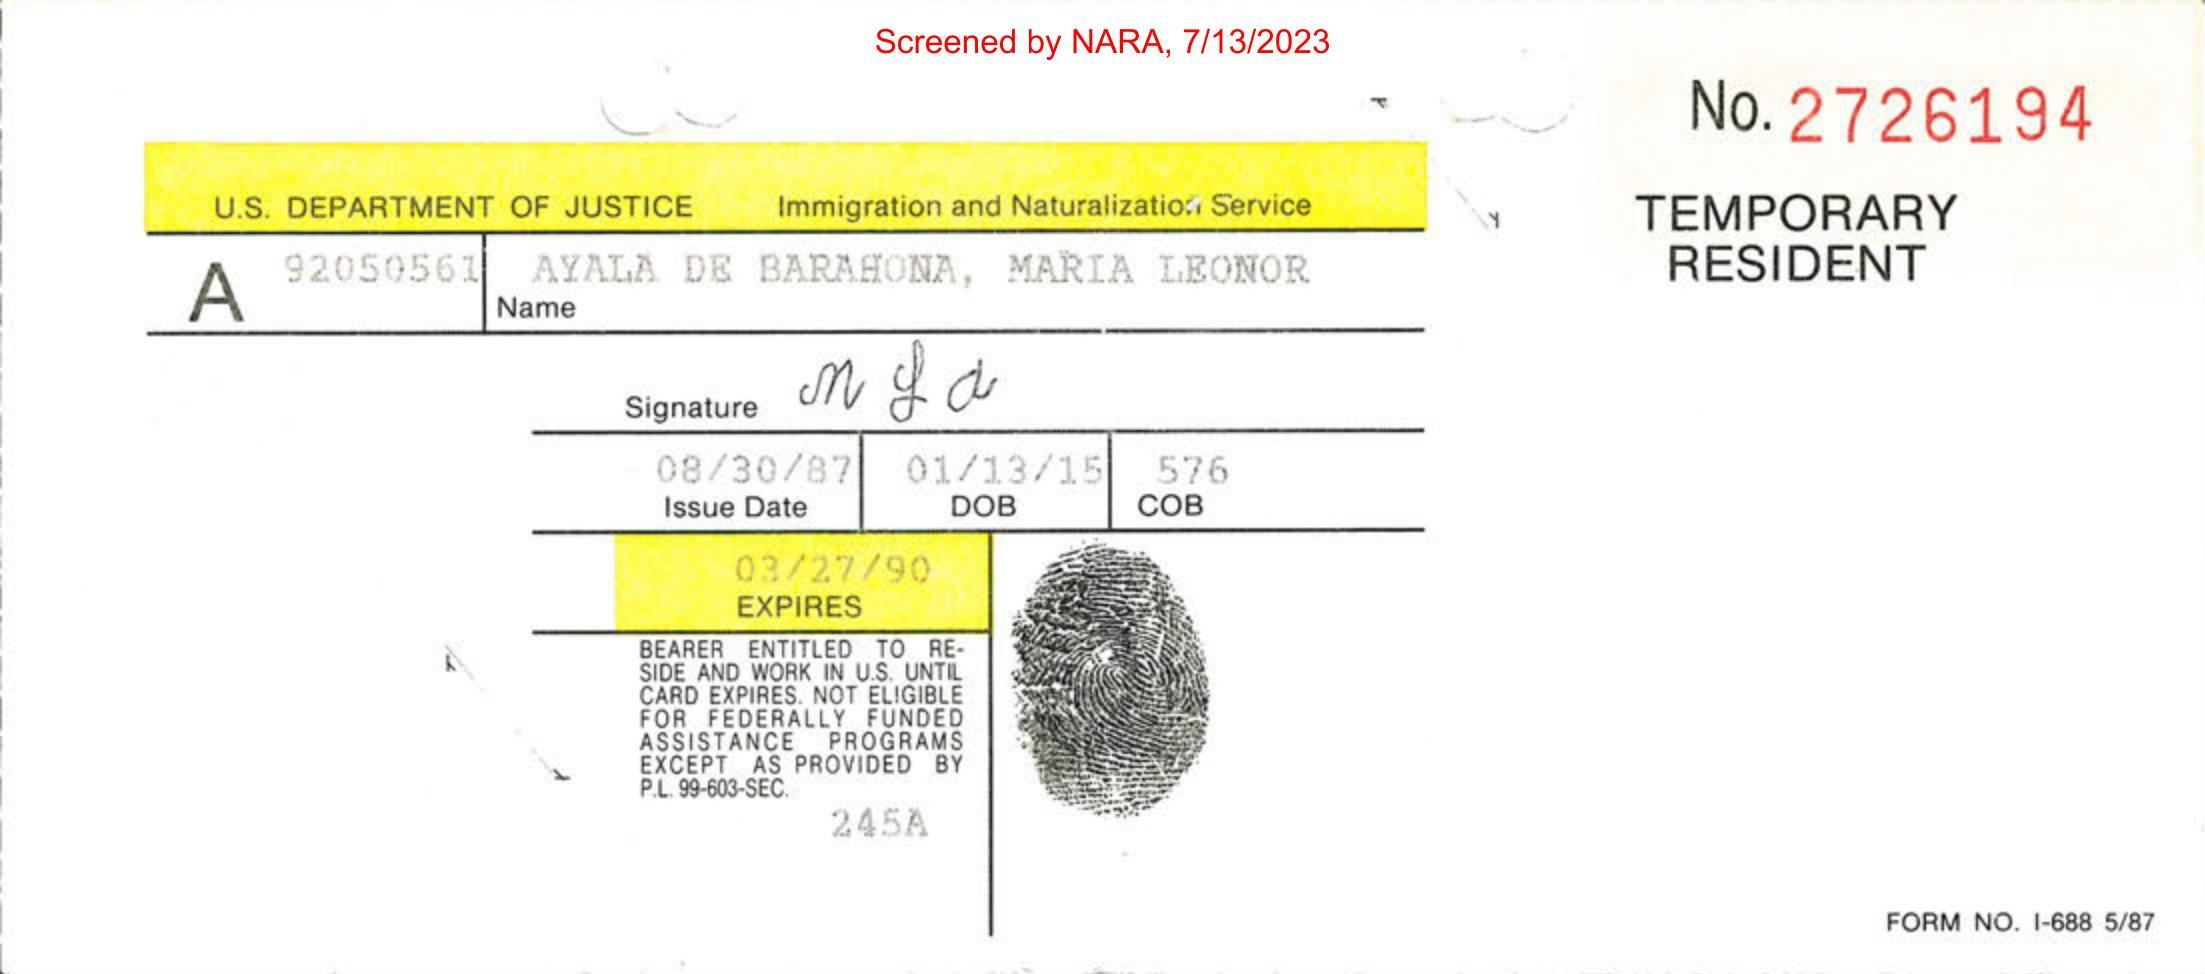 Screened by NARA, 7/13/2023
No. 2726194
TEMPORARY
RESIDENT
U.S. DEPARTMENT OF JUSTICE Immigration and Naturalization Service
A 92050561 AYALA DE BARAHONA, MARIA LEONOR
Name
Signature M L A
08/30/87 01/13/15 576
Issue Date DOB COB
03/27/90
EXPIRES
BEARER ENTITLED TO RE-
SIDE AND WORK IN U.S. UNTIL
CARD EXPIRES. NOT ELIGIBLE
FOR FEDERALLY FUNDED
ASSISTANCE PROGRAMS
EXCEPT AS PROVIDED BY
P.L. 99-603-SEC.
245A
FORM NO. I-688 5/87